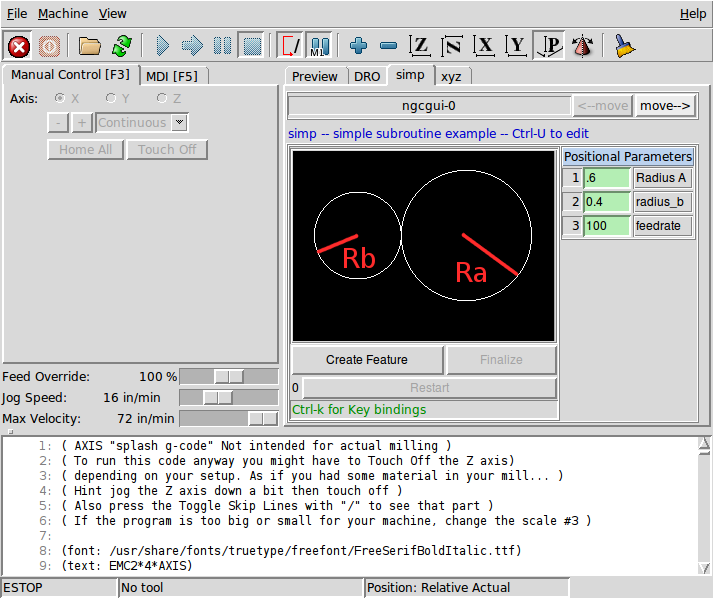 File Machine View Help
M1 Z N X Y P
Manual Control [F3] MDI [F5]
Preview DRO simp xyz
Axis: X Y Z
- + Continuous
Home All Touch Off
ngcgui-0 <--move move-->
simp -- simple subroutine example -- Ctrl-U to edit
Rb Ra
Positional Parameters
1 .6 Radius A
2 0.4 radius_b
3 100 feedrate
Create Feature Finalize
0 Restart
Ctrl-k for Key bindings
Feed Override: 100 %
Jog Speed: 16 in/min
Max Velocity: 72 in/min
1: ( AXIS "splash g-code" Not intended for actual milling )
2: ( To run this code anyway you might have to Touch Off the Z axis)
3: ( depending on your setup. As if you had some material in your mill... )
4: ( Hint jog the Z axis down a bit then touch off )
5: ( Also press the Toggle Skip Lines with "/" to see that part )
6: ( If the program is too big or small for your machine, change the scale #3 )
7:
8: (font: /usr/share/fonts/truetype/freefont/FreeSerifBoldItalic.ttf)
9: (text: EMC2*4*AXIS)
ESTOP No tool Position: Relative Actual